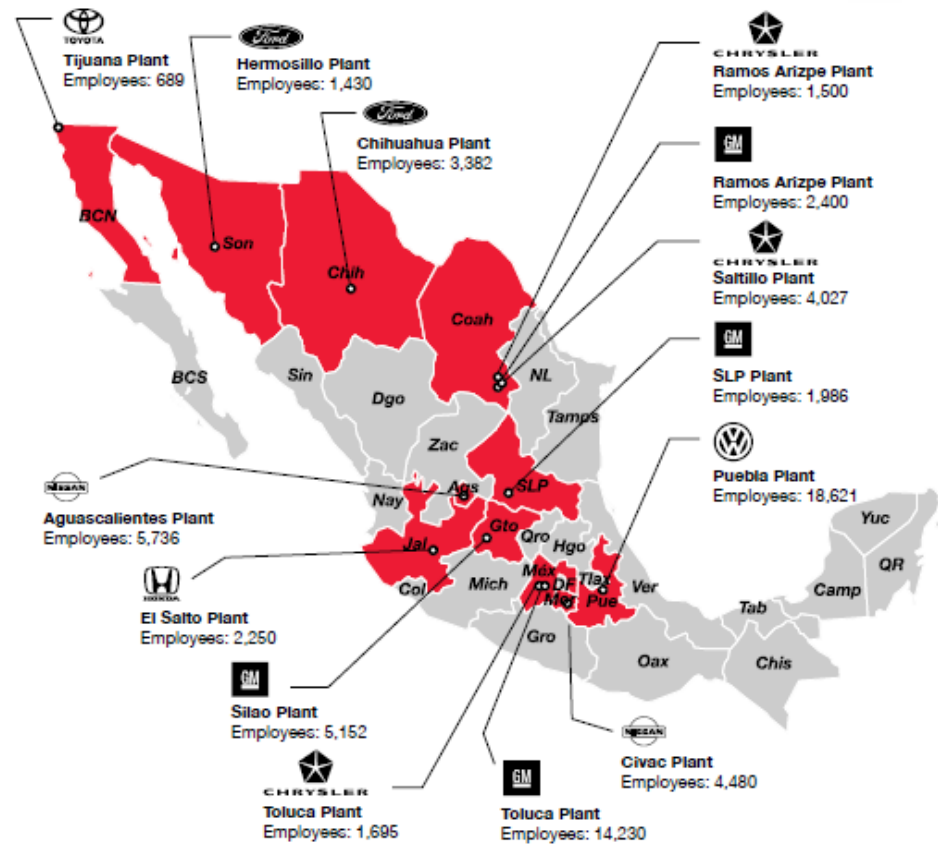 TOYOTA
Tijuana Plant
Employees: 689
Ford
Hermosillo Plant
Employees: 1,430
Ford
Chihuahua Plant
Employees: 3,382
CHRYSLER
Ramos Arizpe Plant
Employees: 1,500
GM
Ramos Arizpe Plant
Employees: 2,400
CHRYSLER
Saltillo Plant
Employees: 4,027
GM
SLP Plant
Employees: 1,986
Puebla Plant
Employees: 18,621
NISSAN
Aguascalientes Plant
Employees: 5,736
HONDA
El Salto Plant
Employees: 2,250
GM
Silao Plant
Employees: 5,152
CHRYSLER
Toluca Plant
Employees: 1,695
GM
Toluca Plant
Employees: 14,230
NISSAN
Civac Plant
Employees: 4,480
BCN
Son
Chih
Coah
BCS
Sin
Dgo
NL
Tamps
Zac
Nay
Ags
SLP
Jal
Gto
Qro
Hgo
Col
Mich
Méx
DF
Tlax
Mor
Pue
Ver
Gro
Oax
Tab
Chis
Camp
Yuc
QR